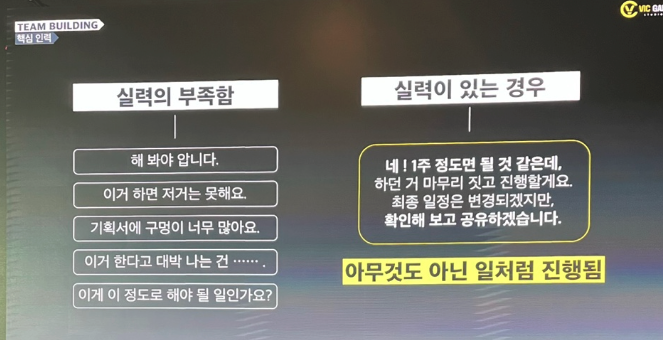 TEAM BUILDING
핵심 인력
VIC GA
STUDIO
실력의 부족함
해 봐야 압니다.
이거 하면 저거는 못해요.
기획서에 구멍이 너무 많아요.
이거 한다고 대박 나는 건 …… .
이게 이 정도로 해야 될 일인가요?
실력이 있는 경우
네 ! 1주 정도면 될 것 같은데,
하던 거 마무리 짓고 진행할게요.
최종 일정은 변경되겠지만,
확인해 보고 공유하겠습니다.
아무것도 아닌 일처럼 진행됨